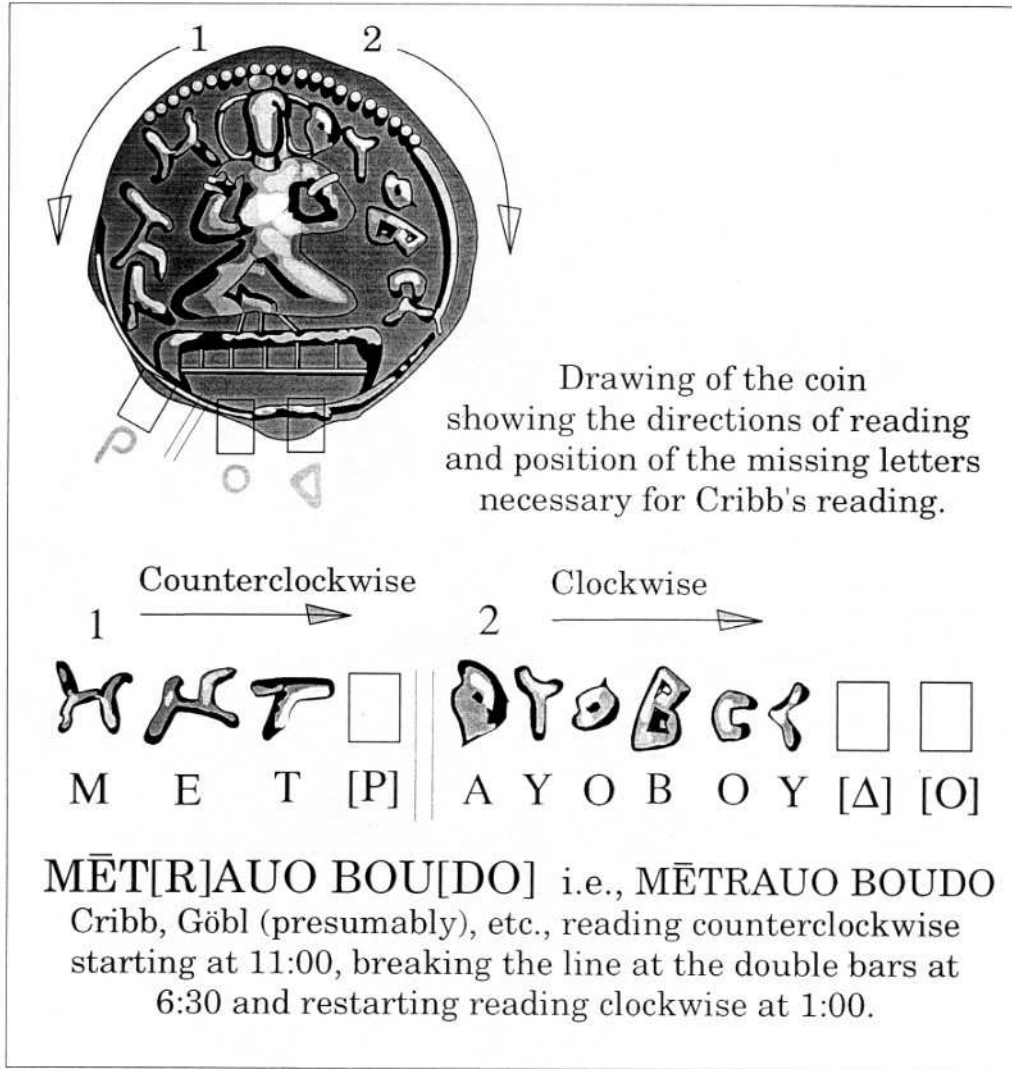 1 2
P O Δ
Drawing of the coin
showing the directions of reading
and position of the missing letters
necessary for Cribb's reading.
Counterclockwise Clockwise
1 2
M E T [P] A Y O B O Y [Δ] [O]
MĒT[R]AUO BOU[DO] i.e., MĒTRAUO BOUDO
Cribb, Göbl (presumably), etc., reading counterclockwise
starting at 11:00, breaking the line at the double bars at
6:30 and restarting reading clockwise at 1:00.